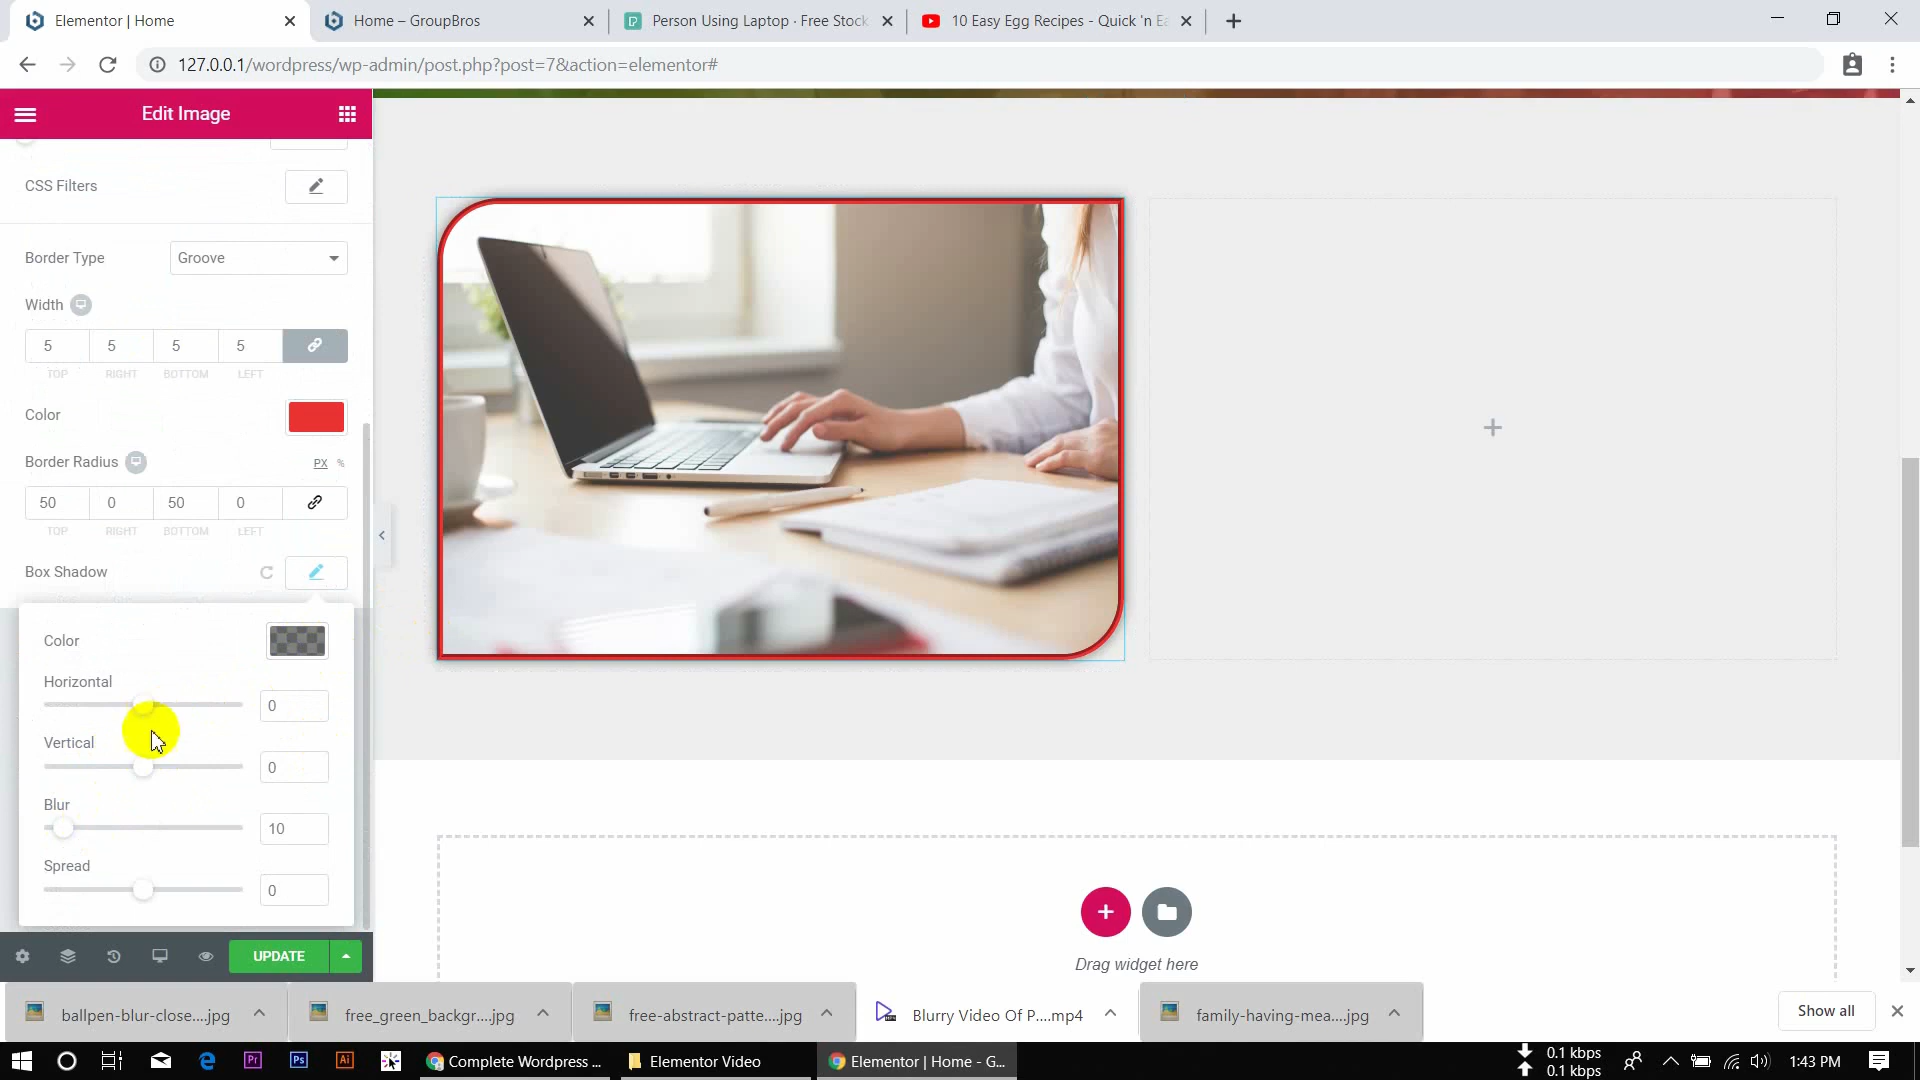 Elementor | Home
Home – GroupBros
Person Using Laptop · Free Stock
10 Easy Egg Recipes - Quick 'n Ea
127.0.0.1/wordpress/wp-admin/post.php?post=7&action=elementor#
Edit Image
CSS Filters
Border Type
Groove
Width
5 5 5 5
TOP RIGHT BOTTOM LEFT
Color
Border Radius
PX %
50 0 50 0
TOP RIGHT BOTTOM LEFT
Box Shadow
Color
Horizontal
0
Vertical
0
Blur
10
Spread
0
UPDATE
Drag widget here
ballpen-blur-close....jpg
free_green_backgr....jpg
free-abstract-patte....jpg
Blurry Video Of P....mp4
family-having-mea....jpg
Show all
Complete Wordpress ...
Elementor Video
Elementor | Home - G...
0.1 kbps
0.1 kbps
1:43 PM